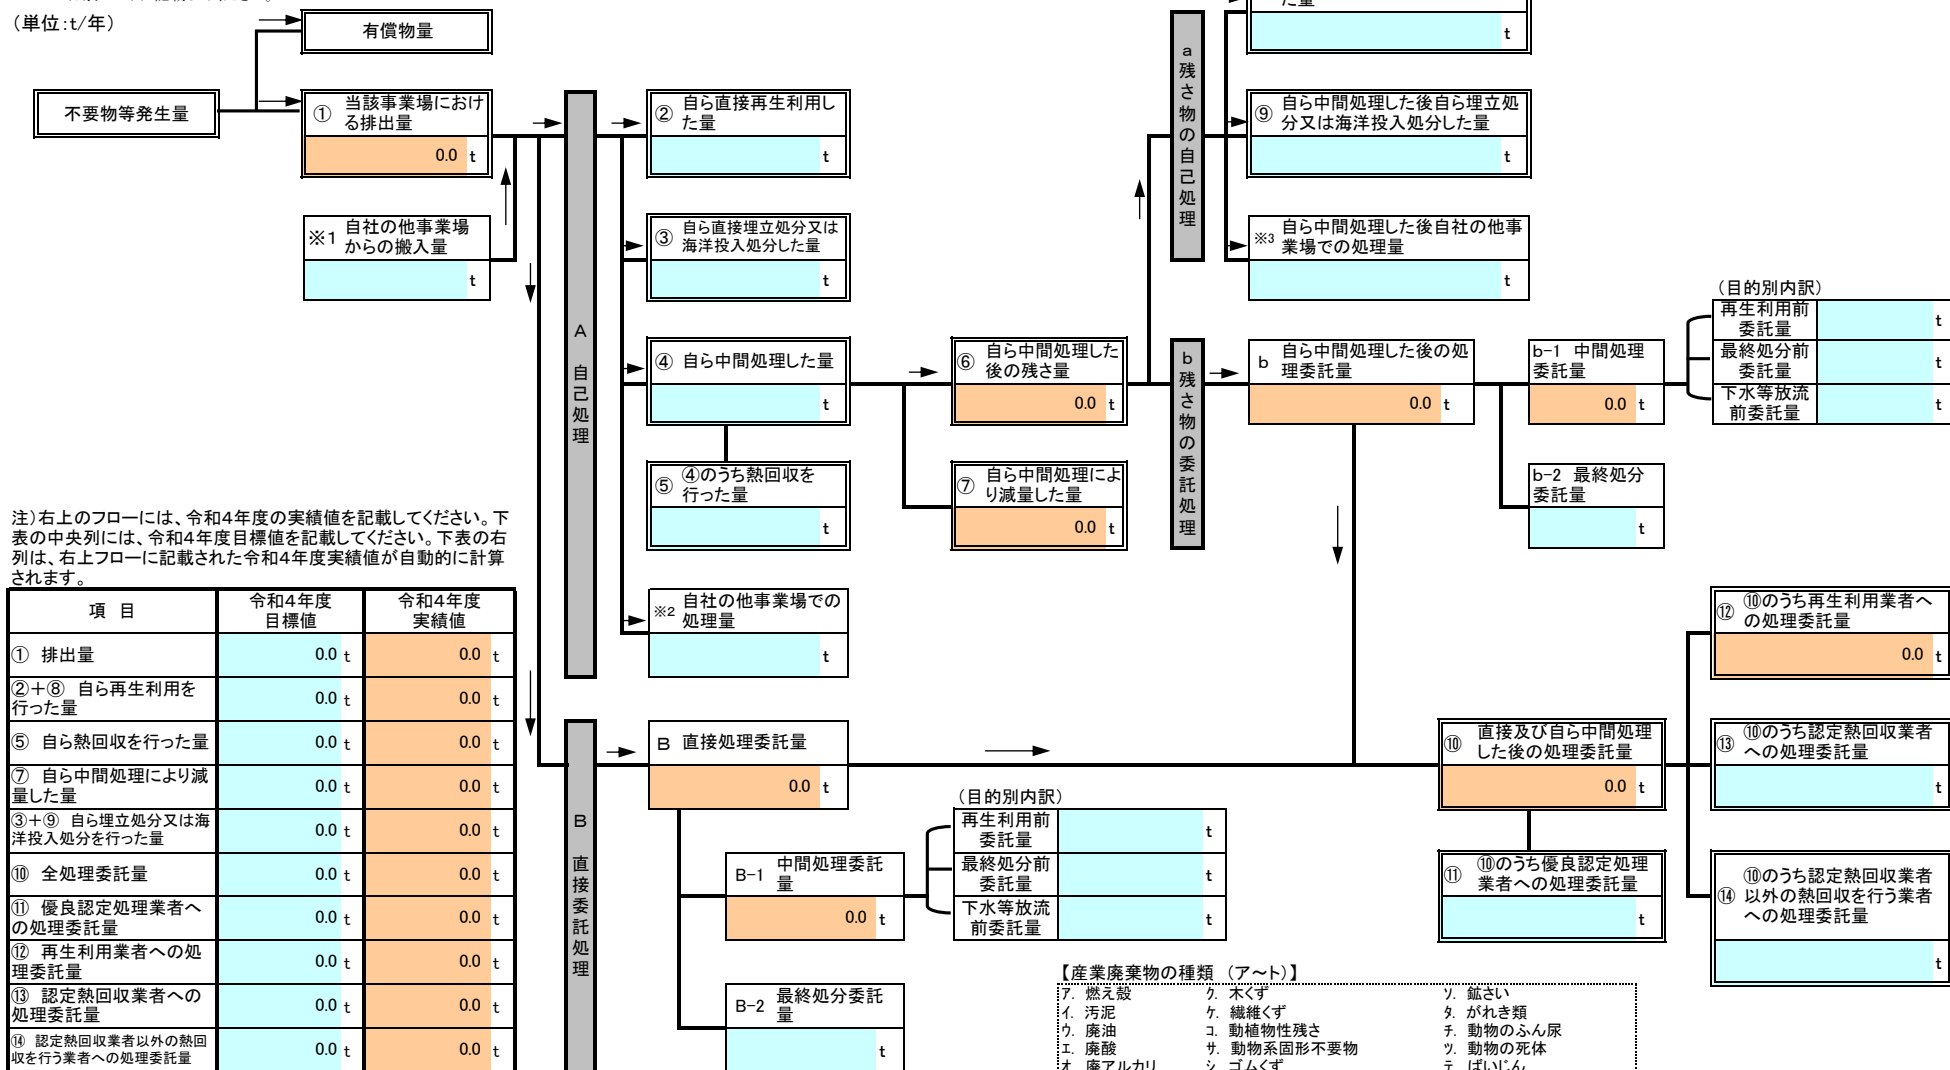 (単位:t/年)
有償物量
不要物等発生量
① 当該事業場におけ
る排出量
0.0 t
※1 自社の他事業場
からの搬入量
t
A 自己処理
② 自ら直接再生利用し
た量
t
③ 自ら直接埋立処分又は
海洋投入処分した量
t
④ 自ら中間処理した量
t
⑤ ④のうち熱回収を
行った量
t
※2 自社の他事業場での
処理量
t
⑥ 自ら中間処理した
後の残さ量
0.0 t
⑦ 自ら中間処理によ
り減量した量
0.0 t
a 残さ物の自己処理
た量
t
⑨ 自ら中間処理した後自ら埋立処
分又は海洋投入処分した量
t
※3 自ら中間処理した後自社の他事
業場での処理量
t
b 残さ物の委託処理
b 自ら中間処理した後の処
理委託量
0.0 t
b-1 中間処理
委託量
0.0 t
(目的別内訳)
再生利用前
委託量
t
最終処分前
委託量
t
下水等放流
前委託量
t
b-2 最終処分
委託量
t
注)右上のフローには、令和4年度の実績値を記載してください。下
表の中央列には、令和4年度目標値を記載してください。下表の右
列は、右上フローに記載された令和4年度実績値が自動的に計算
されます。
項 目 令和4年度 目標値 令和4年度 実績値
① 排出量 0.0 t 0.0 t
②+⑧ 自ら再生利用を
行った量 0.0 t 0.0 t
⑤ 自ら熱回収を行った量 0.0 t 0.0 t
⑦ 自ら中間処理により減
量した量 0.0 t 0.0 t
③+⑨ 自ら埋立処分又は海
洋投入処分を行った量 0.0 t 0.0 t
⑩ 全処理委託量 0.0 t 0.0 t
⑪ 優良認定処理業者へ
の処理委託量 0.0 t 0.0 t
⑫ 再生利用業者への処
理委託量 0.0 t 0.0 t
⑬ 認定熱回収業者への
処理委託量 0.0 t 0.0 t
⑭ 認定熱回収業者以外の熱回
収を行う業者への処理委託量 0.0 t 0.0 t
B 直接委託処理
B 直接処理委託量
0.0 t
B-1 中間処理委託
量
0.0 t
(目的別内訳)
再生利用前
委託量
t
最終処分前
委託量
t
下水等放流
前委託量
t
B-2 最終処分委託
量
t
⑩ 直接及び自ら中間処理
した後の処理委託量
0.0 t
⑪ ⑩のうち優良認定処理
業者への処理委託量
t
⑫ ⑩のうち再生利用業者へ
の処理委託量
0.0 t
⑬ ⑩のうち認定熱回収業者
への処理委託量
t
⑭ ⑩のうち認定熱回収業者
以外の熱回収を行う業者
への処理委託量
t
【産業廃棄物の種類 (ア~ト)】
ア. 燃え殻 ク. 木くず ソ. 鉱さい
イ. 汚泥 ケ. 繊維くず タ. がれき類
ウ. 廃油 コ. 動植物性残さ チ. 動物のふん尿
エ. 廃酸 サ. 動物系固形不要物 ツ. 動物の死体
オ. 廃アルカリ シ. ゴムくず テ. ばいじん